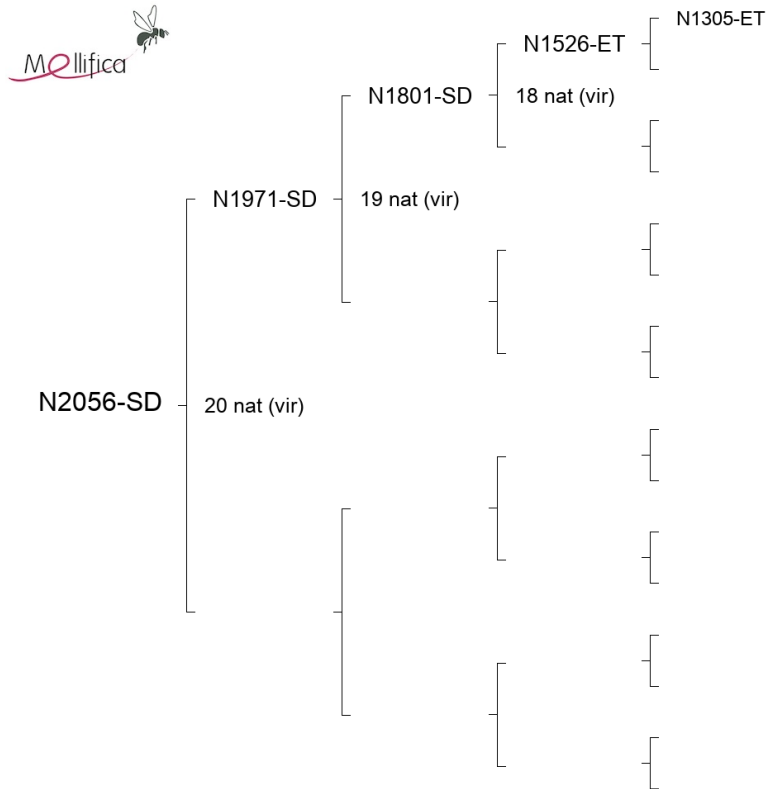 Mellifica
N1305-ET
N1526-ET
N1801-SD
18 nat (vir)
N1971-SD
19 nat (vir)
N2056-SD
20 nat (vir)